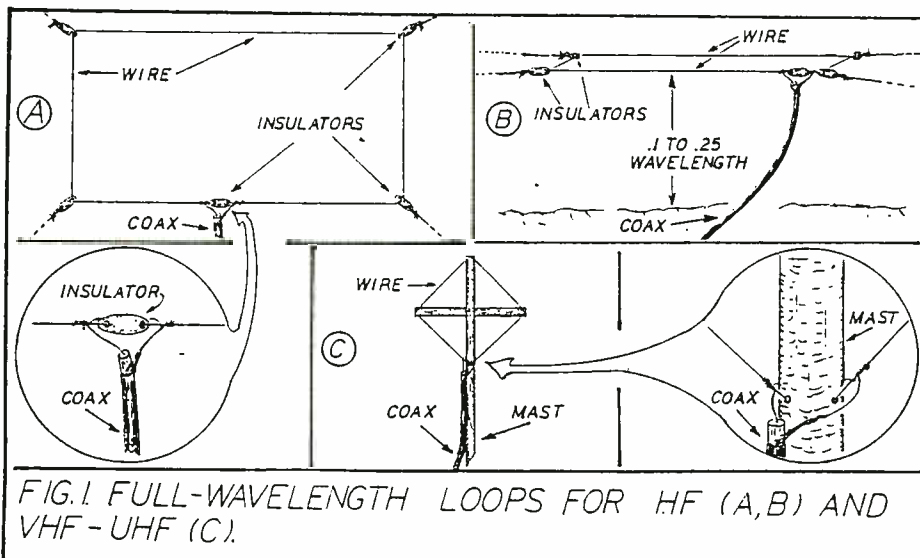 A
WIRE
INSULATORS
COAX
WIRE
B
INSULATORS
.1 TO .25
WAVELENGTH
COAX
INSULATOR
COAX
WIRE
C
COAX
MAST
MAST
COAX
FIG.1. FULL-WAVELENGTH LOOPS FOR HF (A,B) AND
VHF-UHF (C).